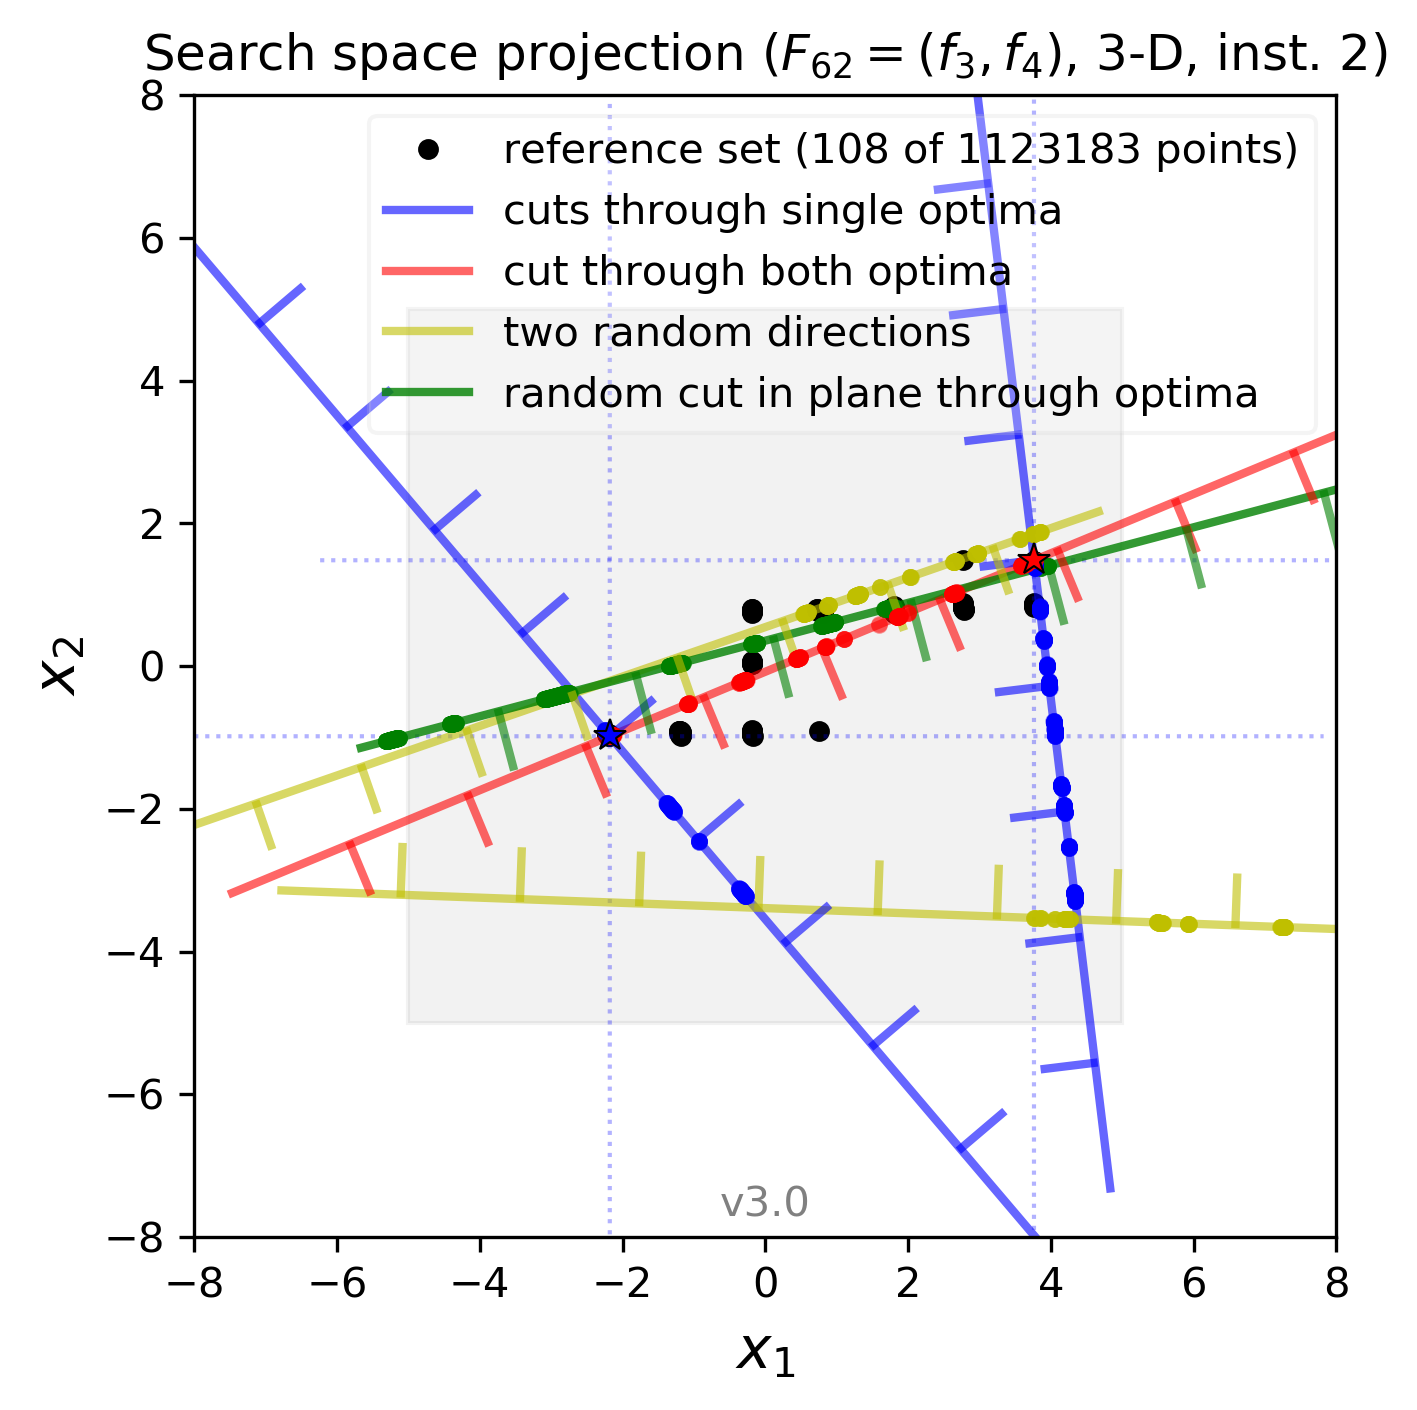 Search space projection (F₆₂ = (f₃, f₄), 3-D, inst. 2)
reference set (108 of 1123183 points)
cuts through single optima
cut through both optima
two random directions
random cut in plane through optima
8
6
4
2
0
−2
−4
−6
−8
x₂
v3.0
−8 −6 −4 −2 0 2 4 6 8
x₁